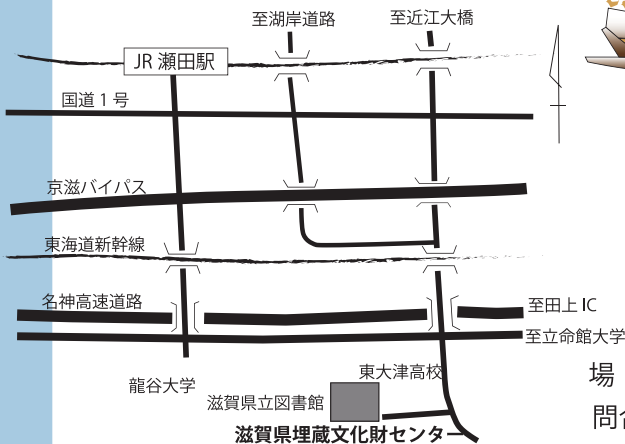 至湖岸道路
至近江大橋
JR 瀬田駅
国道 1 号
京滋バイパス
東海道新幹線
名神高速道路
至田上 IC
至立命館大学
龍谷大学
東大津高校
滋賀県立図書館
滋賀県埋蔵文化財センター
場
問合